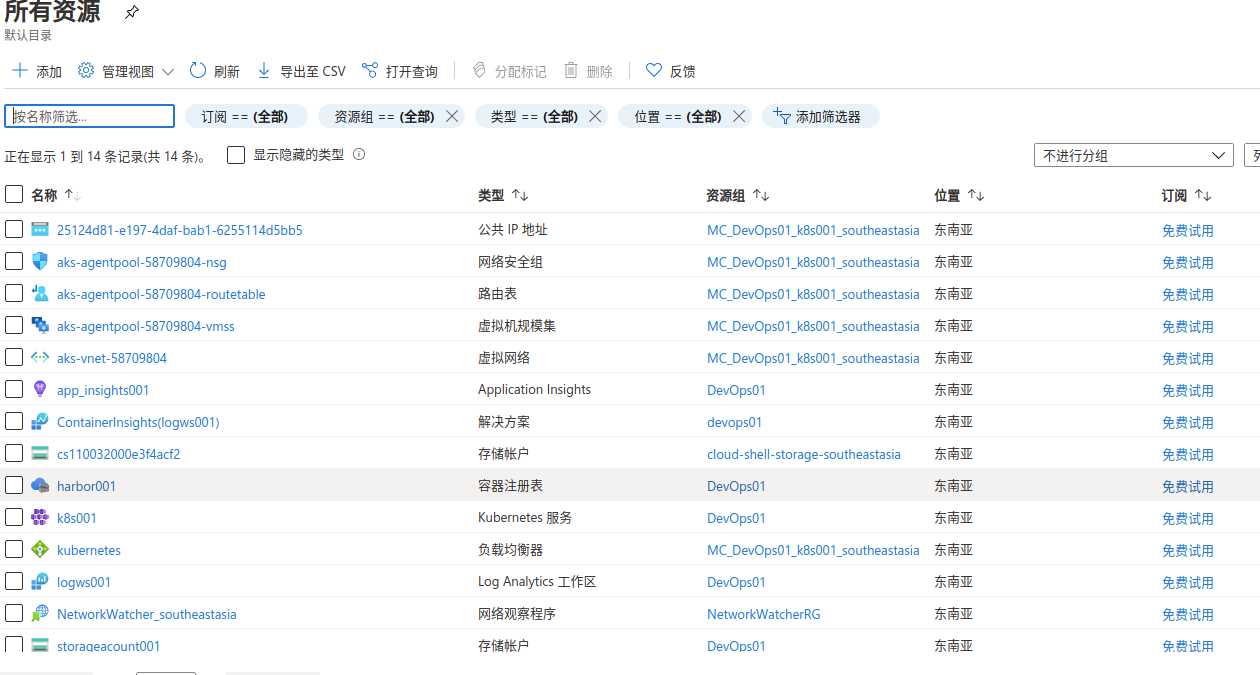 所有资源
默认目录
添加 管理视图 刷新 导出至 CSV 打开查询 分配标记 删除 反馈
按名称筛选... 订阅 == (全部) 资源组 == (全部) 类型 == (全部) 位置 == (全部) 添加筛选器
正在显示 1 到 14 条记录(共 14 条)。 显示隐藏的类型 不进行分组
名称 类型 资源组 位置 订阅
25124d81-e197-4daf-bab1-6255114d5bb5 公共 IP 地址 MC_DevOps01_k8s001_southeastasia 东南亚 免费试用
aks-agentpool-58709804-nsg 网络安全组 MC_DevOps01_k8s001_southeastasia 东南亚 免费试用
aks-agentpool-58709804-routetable 路由表 MC_DevOps01_k8s001_southeastasia 东南亚 免费试用
aks-agentpool-58709804-vmss 虚拟机规模集 MC_DevOps01_k8s001_southeastasia 东南亚 免费试用
aks-vnet-58709804 虚拟网络 MC_DevOps01_k8s001_southeastasia 东南亚 免费试用
app_insights001 Application Insights DevOps01 东南亚 免费试用
ContainerInsights(logws001) 解决方案 devops01 东南亚 免费试用
cs110032000e3f4acf2 存储帐户 cloud-shell-storage-southeastasia 东南亚 免费试用
harbor001 容器注册表 DevOps01 东南亚 免费试用
k8s001 Kubernetes 服务 DevOps01 东南亚 免费试用
kubernetes 负载均衡器 MC_DevOps01_k8s001_southeastasia 东南亚 免费试用
logws001 Log Analytics 工作区 DevOps01 东南亚 免费试用
NetworkWatcher_southeastasia 网络观察程序 NetworkWatcherRG 东南亚 免费试用
storageacount001 存储帐户 DevOps01 东南亚 免费试用